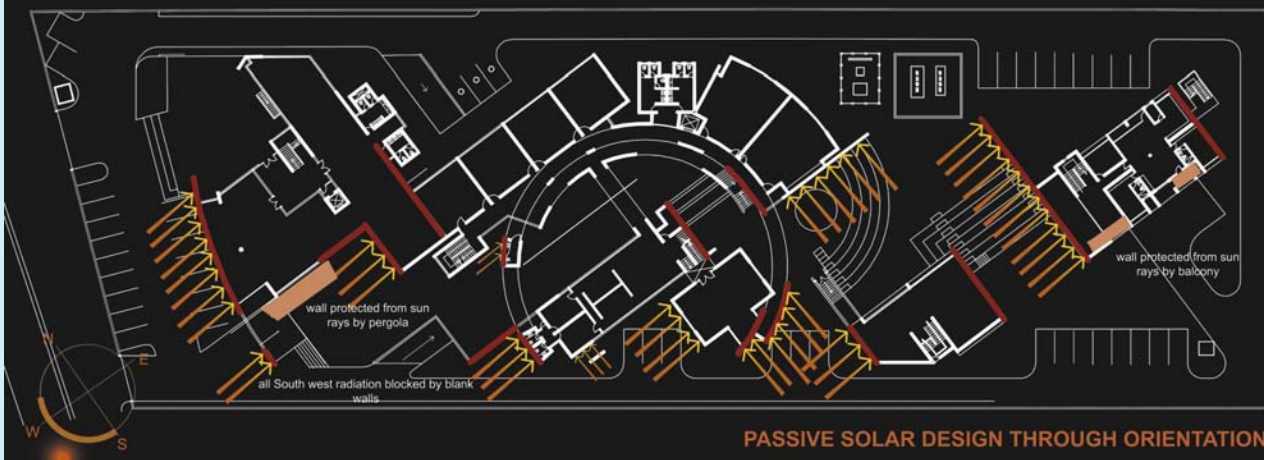 wall protected from sun
rays by balcony
wall protected from sun
rays by pergola
N
E
all South west radiation blocked by blank
walls
W
S
PASSIVE SOLAR DESIGN THROUGH ORIENTATION